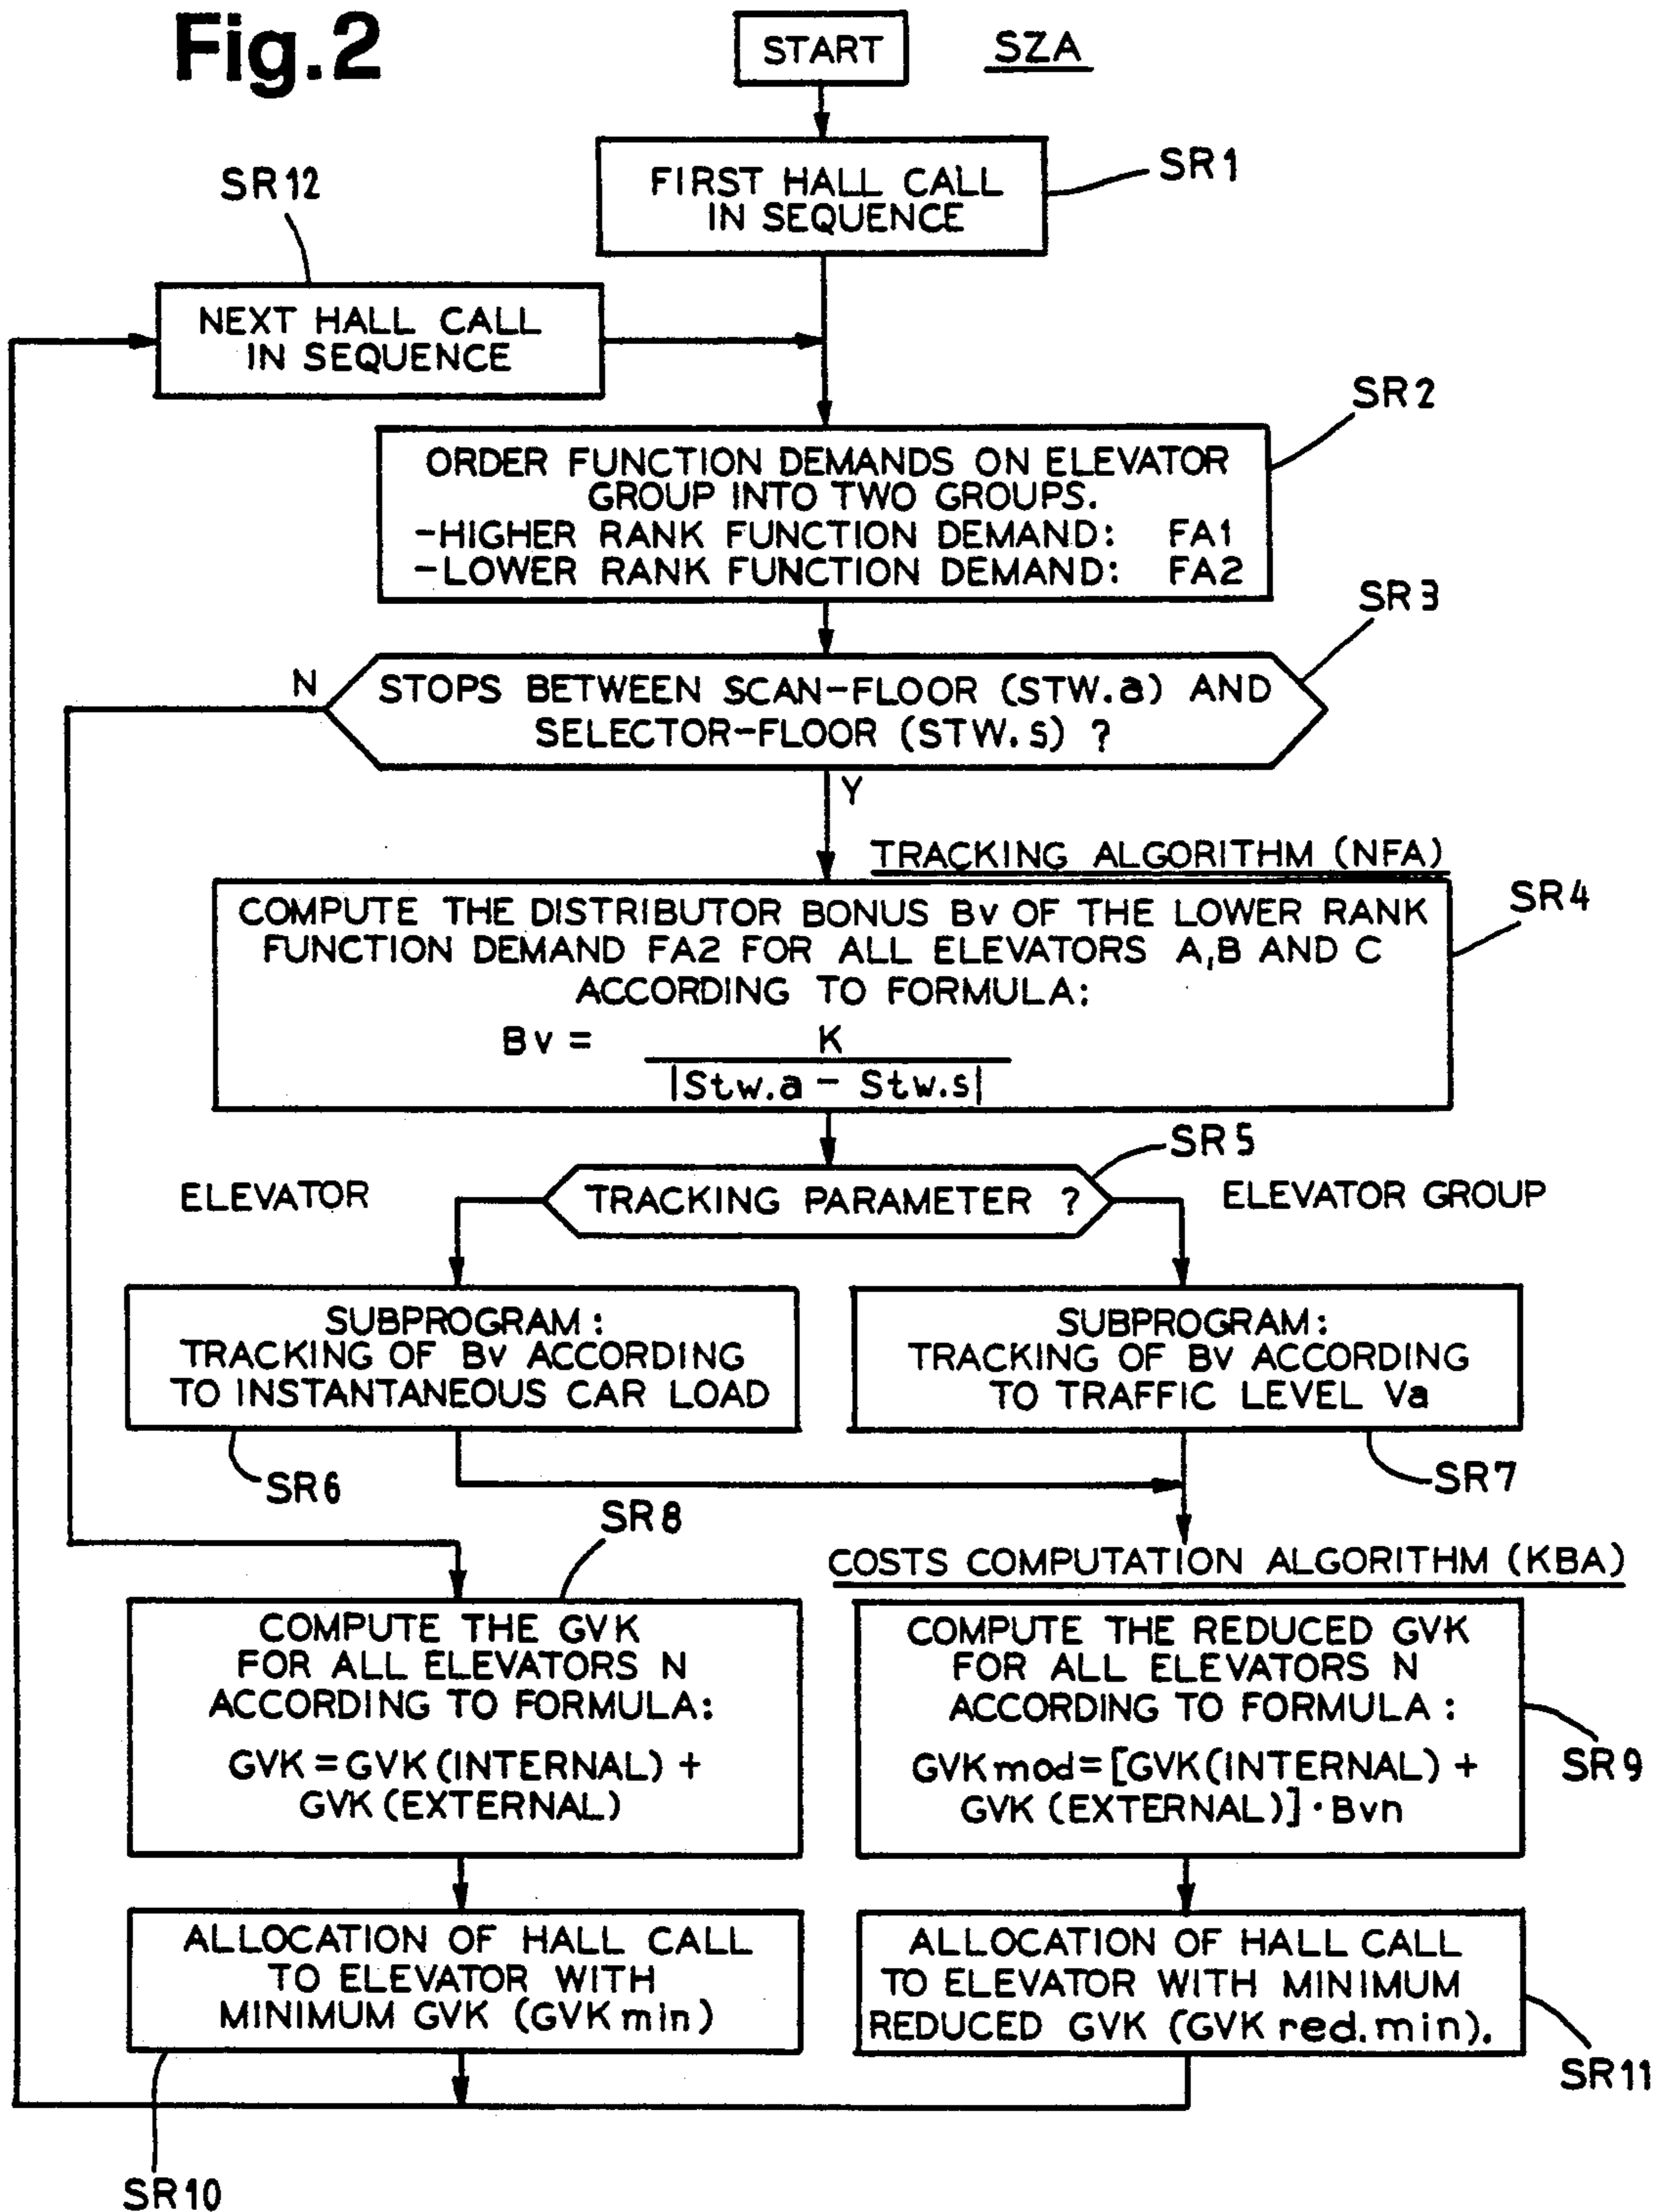 Fig.2
START
SZA
FIRST HALL CALL
IN SEQUENCE
SR1
SR12
NEXT HALL CALL
IN SEQUENCE
SR2
ORDER FUNCTION DEMANDS ON ELEVATOR
GROUP INTO TWO GROUPS.
-HIGHER RANK FUNCTION DEMAND: FA1
-LOWER RANK FUNCTION DEMAND: FA2
SR3
N
STOPS BETWEEN SCAN-FLOOR (STW.a) AND
SELECTOR-FLOOR (STW.s) ?
Y
TRACKING ALGORITHM (NFA)
SR4
COMPUTE THE DISTRIBUTOR BONUS Bv OF THE LOWER RANK
FUNCTION DEMAND FA2 FOR ALL ELEVATORS A,B AND C
ACCORDING TO FORMULA:
Bv = K
|Stw.a - Stw.s|
SR5
ELEVATOR
TRACKING PARAMETER ?
ELEVATOR GROUP
SUBPROGRAM:
TRACKING OF Bv ACCORDING
TO INSTANTANEOUS CAR LOAD
SUBPROGRAM:
TRACKING OF Bv ACCORDING
TO TRAFFIC LEVEL Va
SR6
SR7
SR8
COSTS COMPUTATION ALGORITHM (KBA)
COMPUTE THE GVK
FOR ALL ELEVATORS N
ACCORDING TO FORMULA:
GVK = GVK (INTERNAL) +
GVK (EXTERNAL)
COMPUTE THE REDUCED GVK
FOR ALL ELEVATORS N
ACCORDING TO FORMULA :
GVK mod = [GVK(INTERNAL) +
GVK (EXTERNAL)] · Bvn
SR9
ALLOCATION OF HALL CALL
TO ELEVATOR WITH
MINIMUM GVK (GVK min)
ALLOCATION OF HALL CALL
TO ELEVATOR WITH MINIMUM
REDUCED GVK (GVK red.min).
SR11
SR10